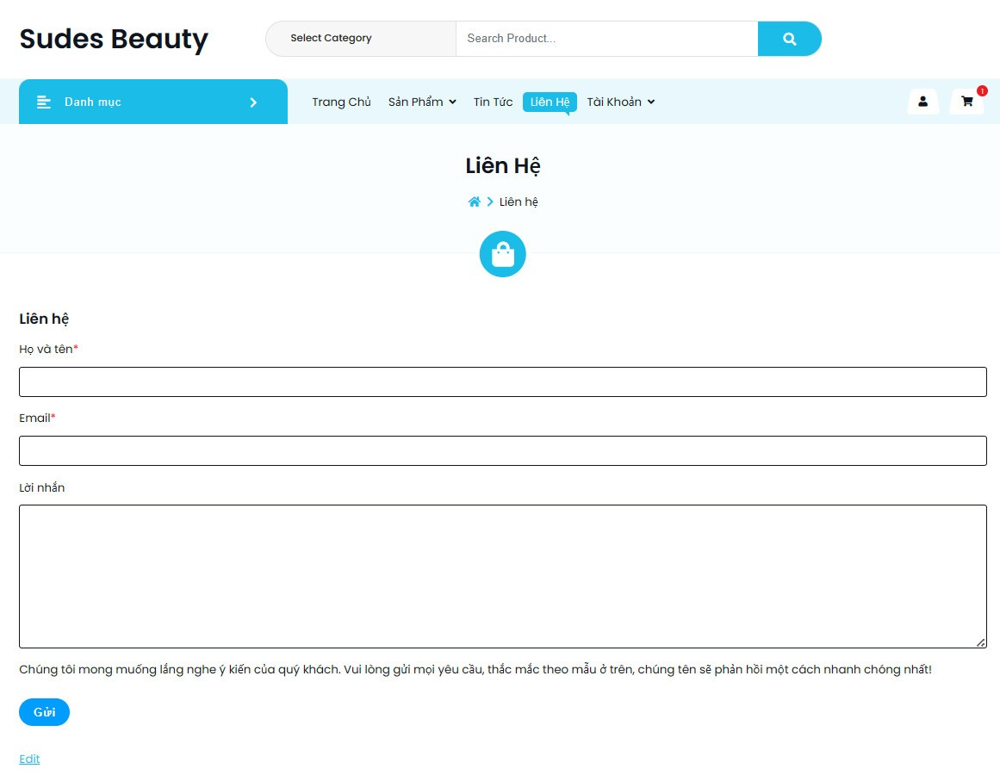 Sudes Beauty
Select Category
Search Product...
Danh mục
Trang Chủ
Sản Phẩm
Tin Tức
Liên Hệ
Tài Khoản
1
Liên Hệ
Liên hệ
Liên hệ
Họ và tên*
Email*
Lời nhắn
Chúng tôi mong muống lắng nghe ý kiến của quý khách. Vui lòng gửi mọi yêu cầu, thắc mắc theo mẫu ở trên, chúng tên sẽ phản hồi một cách nhanh chóng nhất!
Gửi
Edit